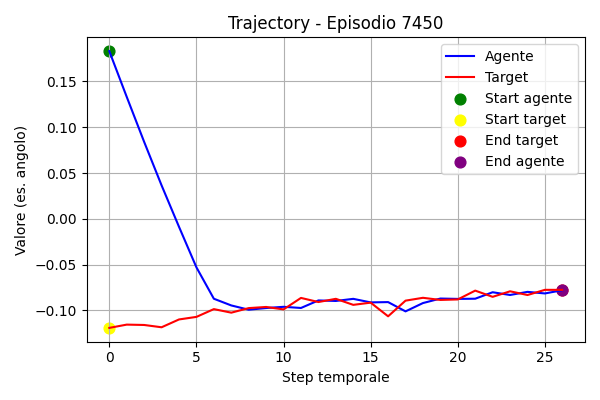 Trajectory - Episodio 7450
Agente
Target
Start agente
Start target
End target
End agente
Valore (es. angolo)
0.15
0.10
0.05
0.00
−0.05
−0.10
0 5 10 15 20 25
Step temporale